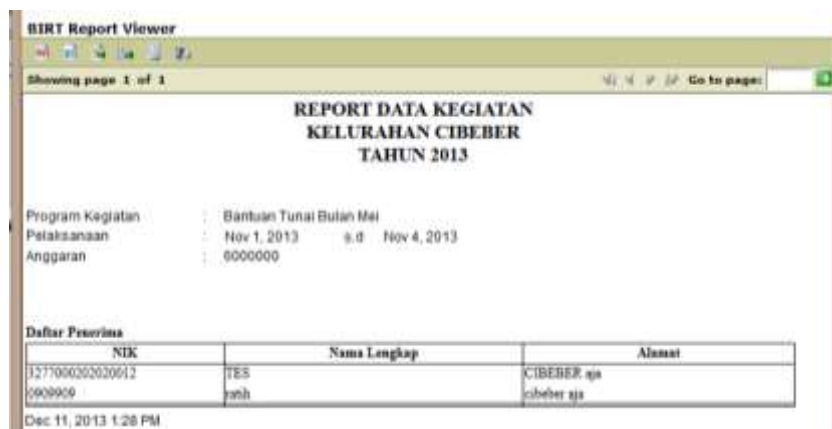 BIRT Report Viewer
Showing page 1 of 1 Go to page:
REPORT DATA KEGIATAN
KELURAHAN CIBEBER
TAHUN 2013
Program Kegiatan : Bantuan Tunai Bulan Mei
Pelaksanaan : Nov 1, 2013 s.d Nov 4, 2013
Anggaran : 6000000
Daftar Penerima
NIK Nama Lengkap Alamat
3277000202020012 TES CIBEBER aja
0909909 ratih cibeber aja
Dec 11, 2013 1:28 PM